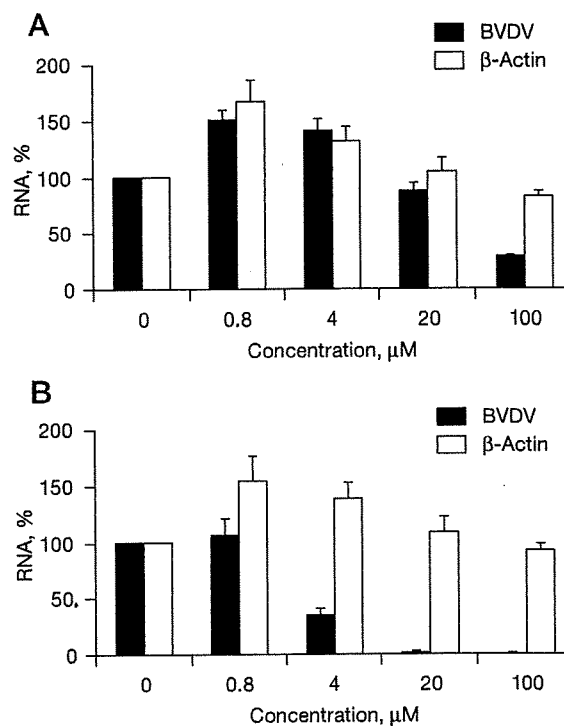 A
BVDV
β-Actin
200
150
100
50
0
RNA, %
0 0.8 4 20 100
Concentration, μM
B
BVDV
β-Actin
200
150
100
50.
0
RNA, %
0 0.8 4 20 100
Concentration, μM